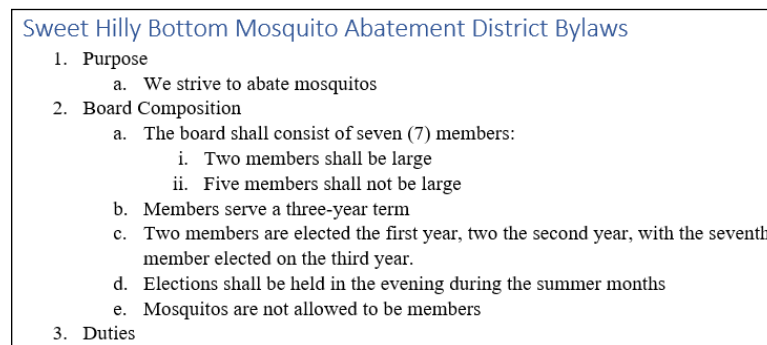 Sweet Hilly Bottom Mosquito Abatement District Bylaws
1. Purpose
a. We strive to abate mosquitos
2. Board Composition
a. The board shall consist of seven (7) members:
i. Two members shall be large
ii. Five members shall not be large
b. Members serve a three-year term
c. Two members are elected the first year, two the second year, with the seventh
member elected on the third year.
d. Elections shall be held in the evening during the summer months
e. Mosquitos are not allowed to be members
3. Duties